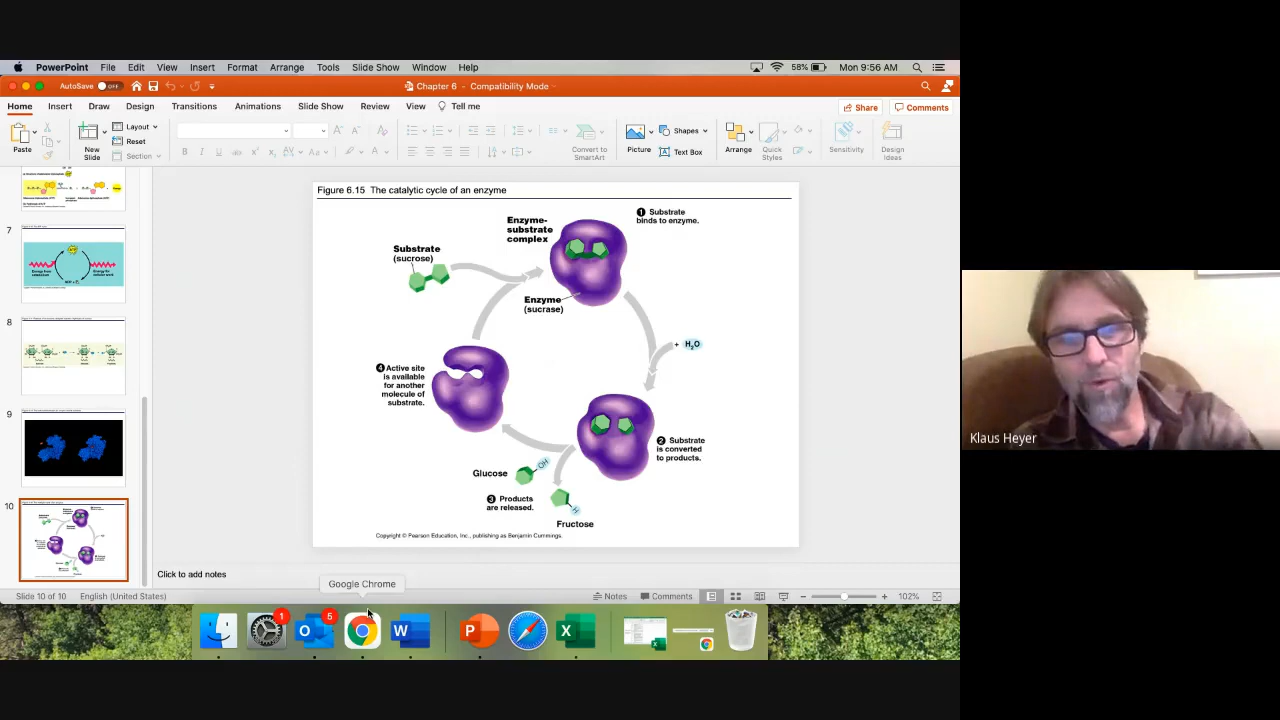 PowerPoint File Edit View Insert Format Arrange Tools Slide Show Window Help 58% Mon 9:56 AM
AutoSave OFF Chapter 6 - Compatibility Mode
Home Insert Draw Design Transitions Animations Slide Show Review View Tell me Share Comments
Paste
New
Slide
Layout
Reset
Section
Convert to
SmartArt
Picture
Shapes
Text Box
Arrange
Quick
Styles
Sensitivity
Design
Ideas
7
8
9
10
Figure 6.15 The catalytic cycle of an enzyme
1 Substrate
binds to enzyme.
Enzyme-
substrate
complex
Substrate
(sucrose)
Enzyme
(sucrase)
+ H2O
4 Active site
is available
for another
molecule of
substrate.
2 Substrate
is converted
to products.
Glucose
OH
3 Products
are released.
H
Fructose
Copyright © Pearson Education, Inc., publishing as Benjamin Cummings.
Click to add notes
Google Chrome
Slide 10 of 10 English (United States) Notes Comments 102%
1
5
Klaus Heyer